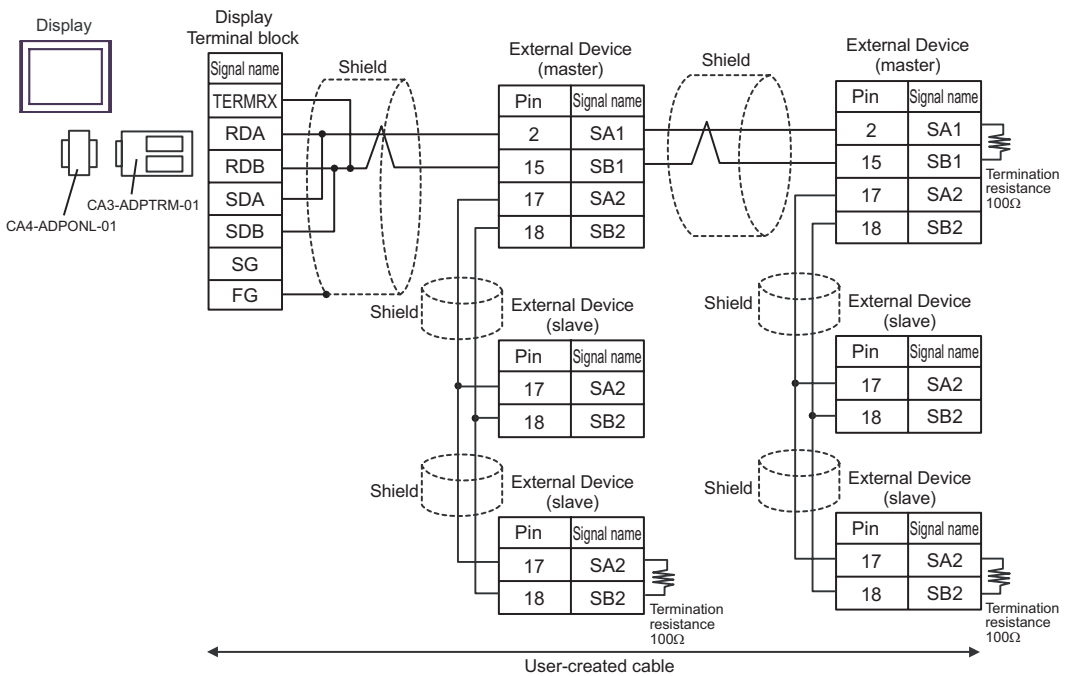 Display
CA4-ADPONL-01
CA3-ADPTRM-01
Display
Terminal block
Signal name
TERMRX
RDA
RDB
SDA
SDB
SG
FG
Shield
External Device
(master)
Pin Signal name
2 SA1
15 SB1
17 SA2
18 SB2
Shield
External Device
(master)
Pin Signal name
2 SA1
15 SB1
17 SA2
18 SB2
Termination
resistance
100Ω
Shield
External Device
(slave)
Pin Signal name
17 SA2
18 SB2
Shield
External Device
(slave)
Pin Signal name
17 SA2
18 SB2
Shield
External Device
(slave)
Pin Signal name
17 SA2
18 SB2
Termination
resistance
100Ω
Shield
External Device
(slave)
Pin Signal name
17 SA2
18 SB2
Termination
resistance
100Ω
User-created cable